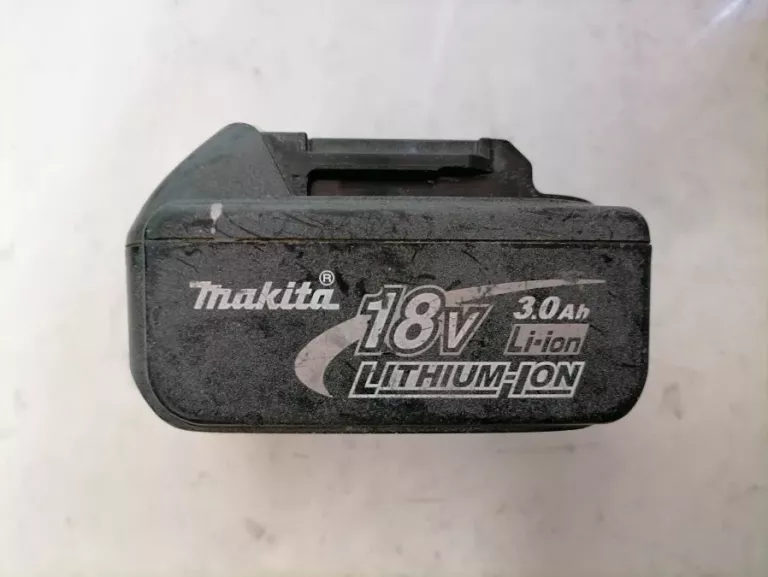 makita®
18V
3.0Ah
Li-ion
LITHIUM-ION